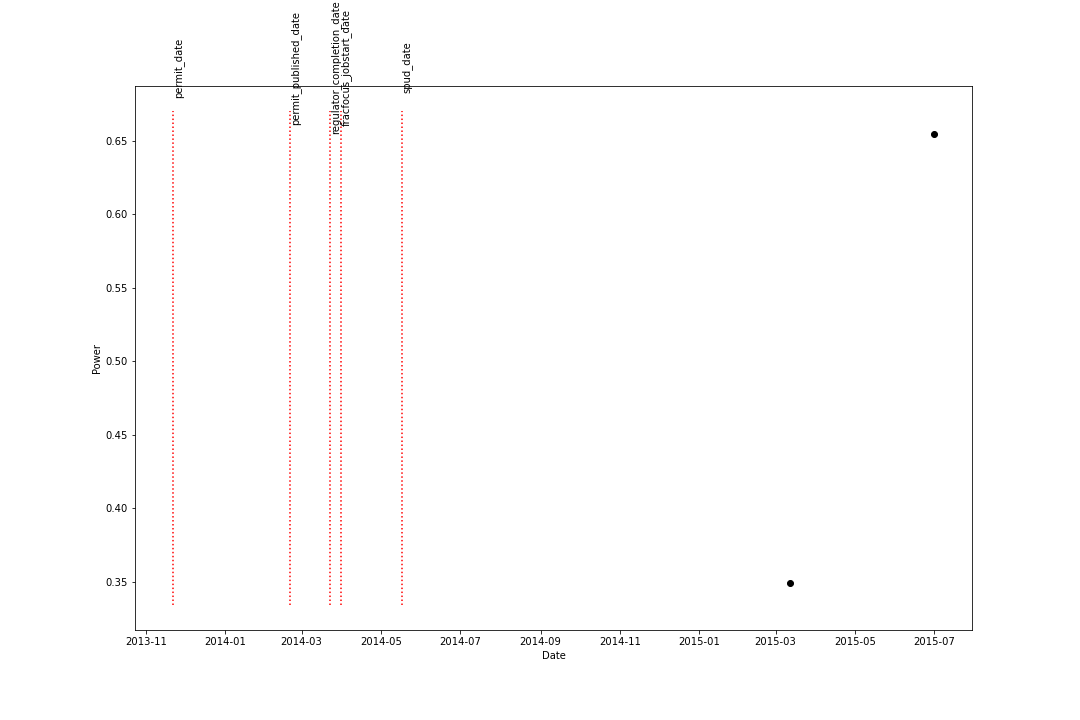 permit_date
permit_published_date
regulator_completion_date
fracfocus_jobstart_date
spud_date
0.65
0.60
0.55
0.50
0.45
0.40
0.35
Power
2013-11
2014-01
2014-03
2014-05
2014-07
2014-09
2014-11
2015-01
2015-03
2015-05
2015-07
Date